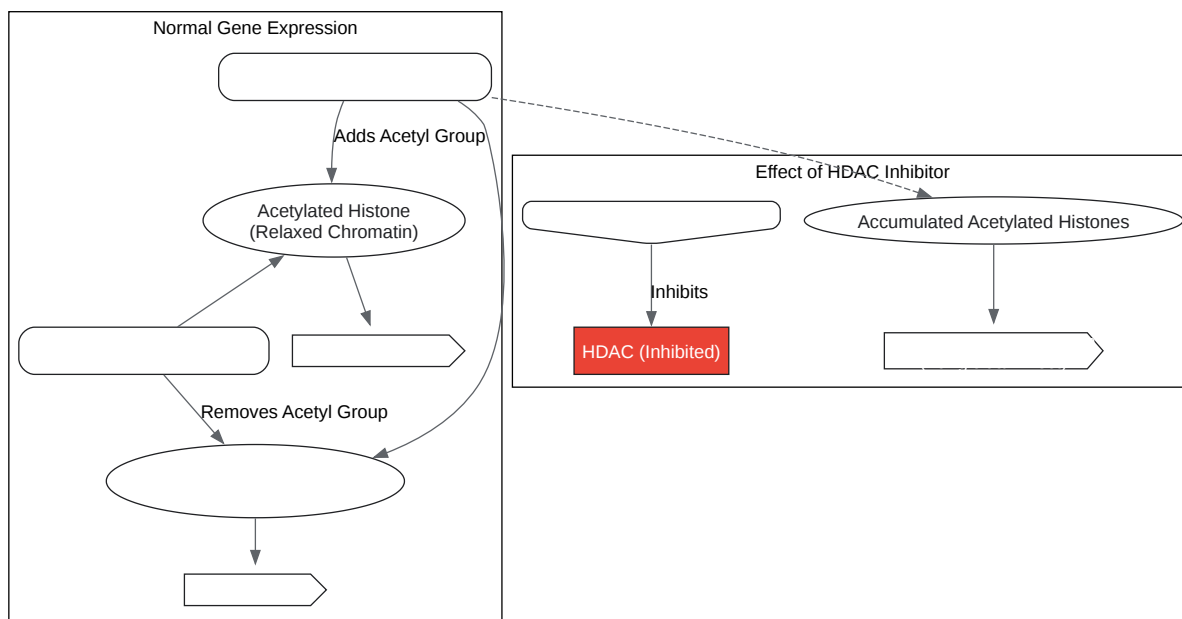 Normal Gene Expression
Adds Acetyl Group
Acetylated Histone
(Relaxed Chromatin)
Removes Acetyl Group
Effect of HDAC Inhibitor
Accumulated Acetylated Histones
Inhibits
HDAC (Inhibited)